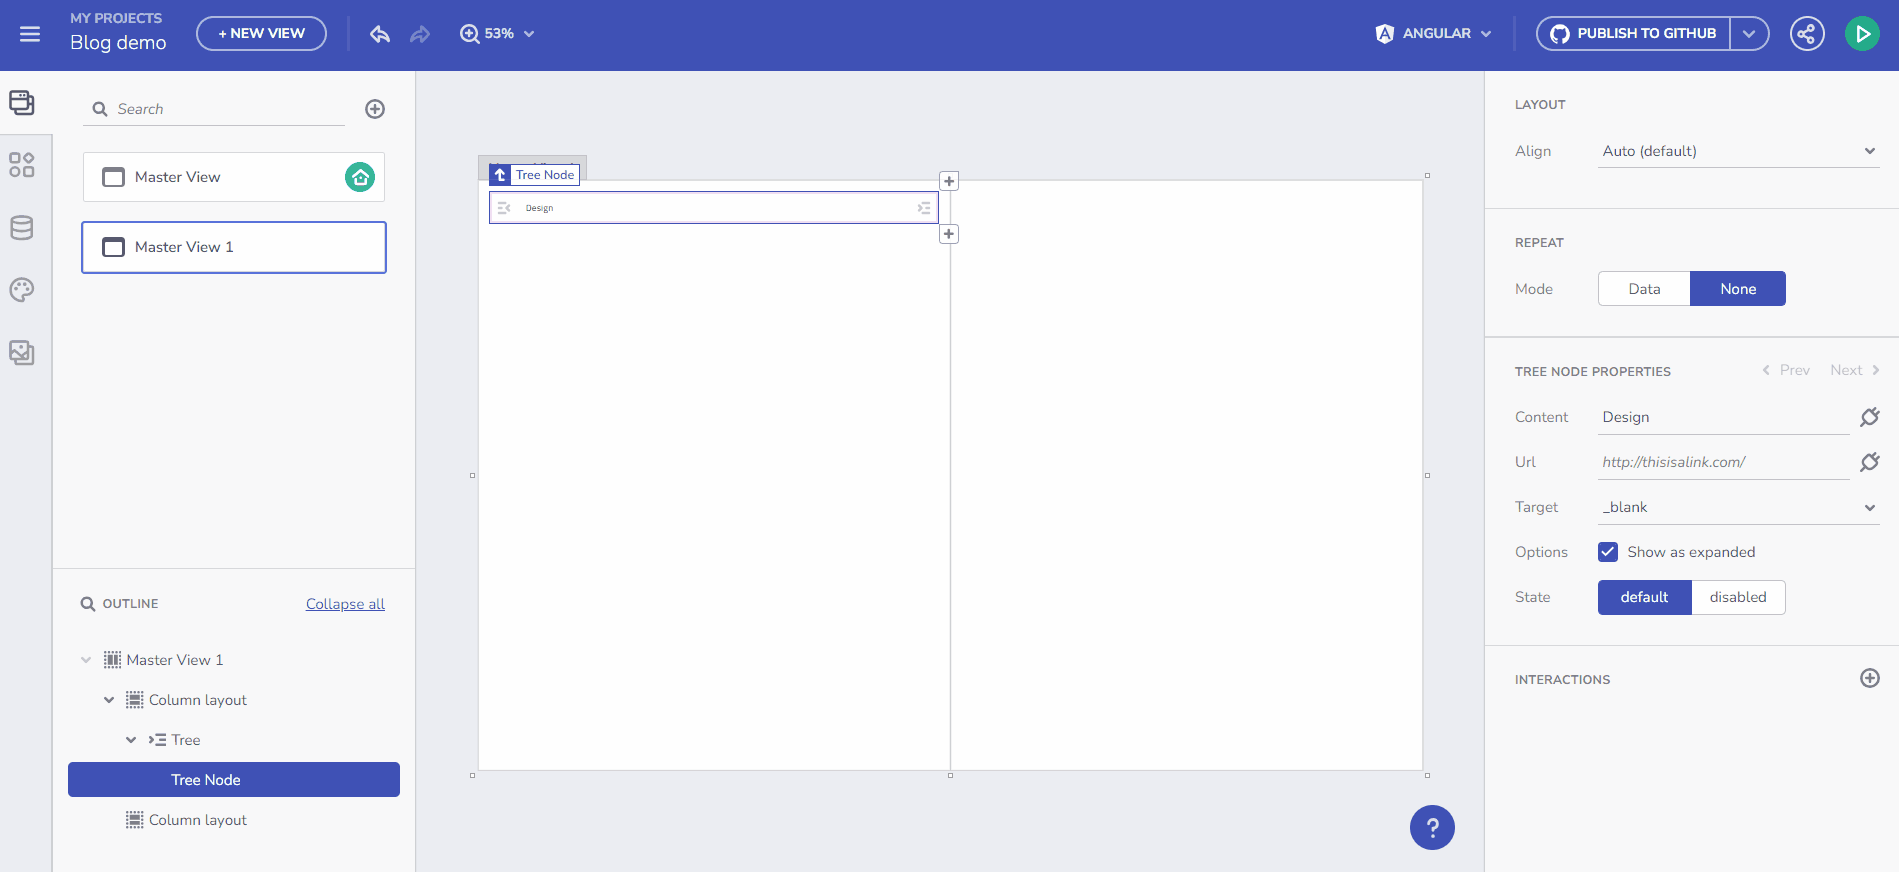 MY PROJECTS
Blog demo
+ NEW VIEW
53%
ANGULAR
PUBLISH TO GITHUB
Search
Master View
Master View 1
OUTLINE
Collapse all
Master View 1
Column layout
Tree
Tree Node
Column layout
Tree Node
Design
?
LAYOUT
Align
Auto (default)
REPEAT
Mode
Data
None
TREE NODE PROPERTIES
Prev
Next
Content
Design
Url
http://thisisalink.com/
Target
_blank
Options
Show as expanded
State
default
disabled
INTERACTIONS